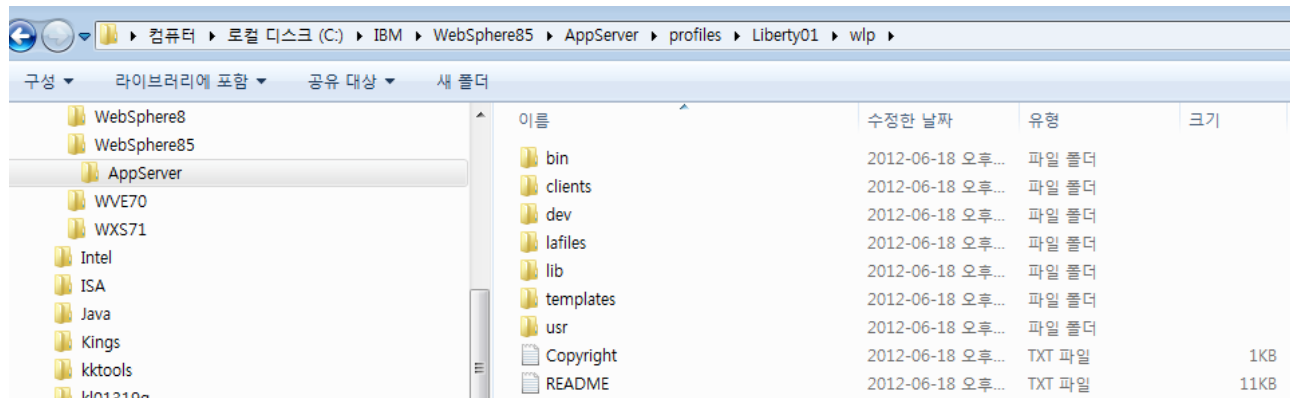 컴퓨터 ▸ 로컬 디스크 (C:) ▸ IBM ▸ WebSphere85 ▸ AppServer ▸ profiles ▸ Liberty01 ▸ wlp ▸
구성 ▼ 라이브러리에 포함 ▼ 공유 대상 ▼ 새 폴더
WebSphere8
WebSphere85
AppServer
WVE70
WXS71
Intel
ISA
Java
Kings
kktools
이름 수정한 날짜 유형 크기
bin 2012-06-18 오후... 파일 폴더
clients 2012-06-18 오후... 파일 폴더
dev 2012-06-18 오후... 파일 폴더
lafiles 2012-06-18 오후... 파일 폴더
lib 2012-06-18 오후... 파일 폴더
templates 2012-06-18 오후... 파일 폴더
usr 2012-06-18 오후... 파일 폴더
Copyright 2012-06-18 오후... TXT 파일 1KB
README 2012-06-18 오후... TXT 파일 11KB